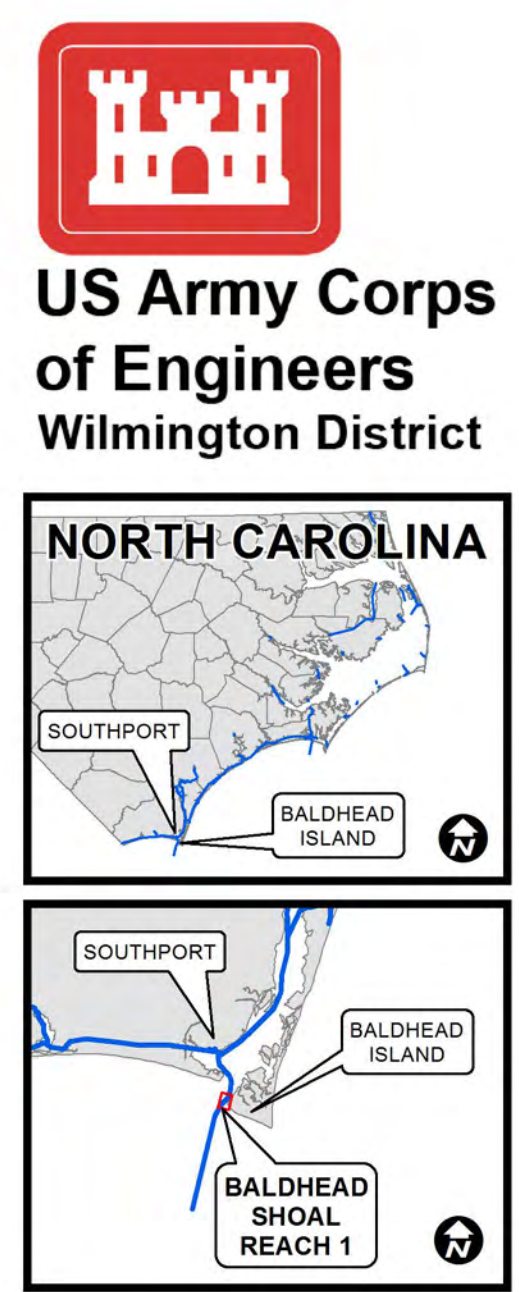 US Army Corps
of Engineers
Wilmington District
NORTH CAROLINA
SOUTHPORT
BALDHEAD
ISLAND
N
SOUTHPORT
BALDHEAD
ISLAND
BALDHEAD
SHOAL
REACH 1
N